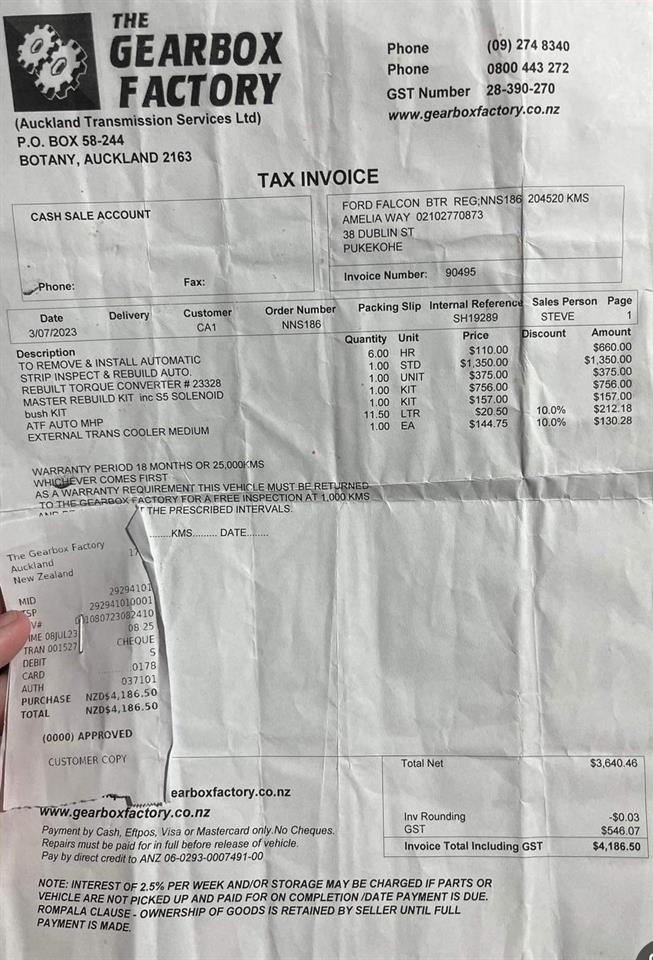 THE
GEARBOX
FACTORY
(Auckland Transmission Services Ltd)
P.O. BOX 58-244
BOTANY, AUCKLAND 2163
Phone (09) 274 8340
Phone 0800 443 272
GST Number 28-390-270
www.gearboxfactory.co.nz
TAX INVOICE
CASH SALE ACCOUNT
Phone: Fax:
FORD FALCON BTR REG;NNS186 204520 KMS
AMELIA WAY 02102770873
38 DUBLIN ST
PUKEKOHE
Invoice Number: 90495
Date Delivery Customer Order Number Packing Slip Internal Reference Sales Person Page
3/07/2023 CA1 NNS186 SH19289 STEVE 1
Description Quantity Unit Price Discount Amount
TO REMOVE & INSTALL AUTOMATIC 6.00 HR $110.00 $660.00
STRIP INSPECT & REBUILD AUTO. 1.00 STD $1,350.00 $1,350.00
REBUILT TORQUE CONVERTER # 23328 1.00 UNIT $375.00 $375.00
MASTER REBUILD KIT inc S5 SOLENOID 1.00 KIT $756.00 $756.00
bush KIT 1.00 KIT $157.00 $157.00
ATF AUTO MHP 11.50 LTR $20.50 10.0% $212.18
EXTERNAL TRANS COOLER MEDIUM 1.00 EA $144.75 10.0% $130.28
WARRANTY PERIOD 18 MONTHS OR 25,000KMS
WHICHEVER COMES FIRST
AS A WARRANTY REQUIREMENT THIS VEHICLE MUST BE RETURNED
TO THE GEARBOX FACTORY FOR A FREE INSPECTION AT 1,000 KMS
THE PRESCRIBED INTERVALS.
........KMS......... DATE........
The Gearbox Factory
Auckland 17
New Zealand
MID 29294101
TSP 292941010001
080723082410
TIME 08JUL23 08 25
TRAN 001527 CHEQUE
DEBIT S
CARD .........0178
AUTH 037101
PURCHASE NZD$4,186.50
TOTAL NZD$4,186.50
(0000) APPROVED
CUSTOMER COPY
earboxfactory.co.nz
www.gearboxfactory.co.nz
Payment by Cash, Eftpos, Visa or Mastercard only.No Cheques.
Repairs must be paid for in full before release of vehicle.
Pay by direct credit to ANZ 06-0293-0007491-00
Total Net $3,640.46
Inv Rounding -$0.03
GST $546.07
Invoice Total Including GST $4,186.50
NOTE: INTEREST OF 2.5% PER WEEK AND/OR STORAGE MAY BE CHARGED IF PARTS OR
VEHICLE ARE NOT PICKED UP AND PAID FOR ON COMPLETION /DATE PAYMENT IS DUE.
ROMPALA CLAUSE - OWNERSHIP OF GOODS IS RETAINED BY SELLER UNTIL FULL
PAYMENT IS MADE.